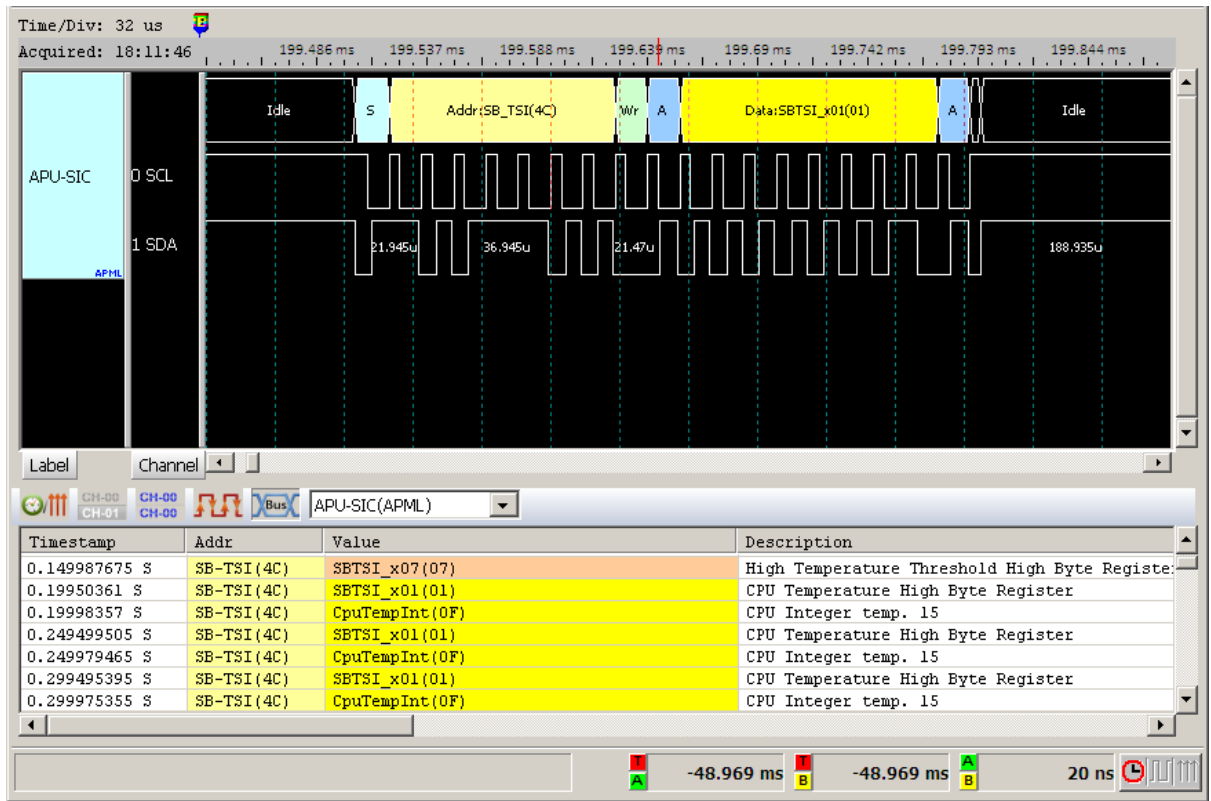 Time/Div: 32 us
Acquired: 18:11:46
199.486 ms 199.537 ms 199.588 ms 199.639 ms 199.69 ms 199.742 ms 199.793 ms 199.844 ms
Idle S Addr:SB_TSI(4C) Wr A Data:SBTSI_x01(01) A Idle
APU-SIC 0 SCL
1 SDA 21.945u 36.945u 21.47u 188.935u
APML
Label Channel
CH-00 CH-01 CH-00 CH-00 Bus APU-SIC(APML)
Timestamp Addr Value Description
0.149987675 S SB-TSI(4C) SBTSI_x07(07) High Temperature Threshold High Byte Register
0.19950361 S SB-TSI(4C) SBTSI_x01(01) CPU Temperature High Byte Register
0.19998357 S SB-TSI(4C) CpuTempInt(0F) CPU Integer temp. 15
0.249499505 S SB-TSI(4C) SBTSI_x01(01) CPU Temperature High Byte Register
0.249979465 S SB-TSI(4C) CpuTempInt(0F) CPU Integer temp. 15
0.299495395 S SB-TSI(4C) SBTSI_x01(01) CPU Temperature High Byte Register
0.299975355 S SB-TSI(4C) CpuTempInt(0F) CPU Integer temp. 15
T A -48.969 ms T B -48.969 ms A B 20 ns